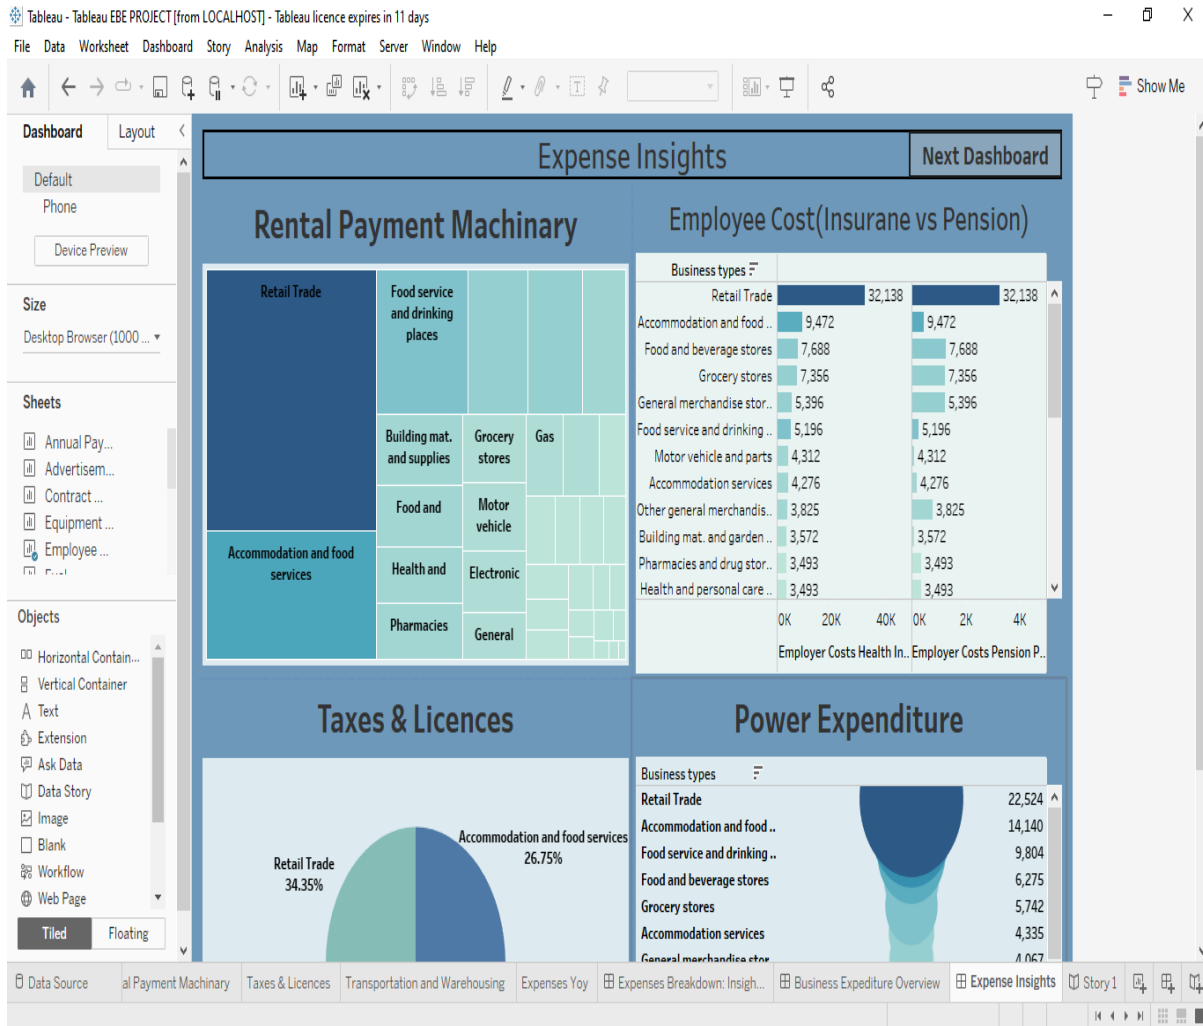 Tableau - Tableau EBE PROJECT [from LOCALHOST] - Tableau licence expires in 11 days
File Data Worksheet Dashboard Story Analysis Map Format Server Window Help
Show Me
Dashboard Layout
Default
Phone
Device Preview
Size
Desktop Browser (1000 ...
Sheets
Annual Pay...
Advertisem...
Contract ...
Equipment ...
Employee ...
Objects
Horizontal Contain...
Vertical Container
Text
Extension
Ask Data
Data Story
Image
Blank
Workflow
Web Page
Tiled Floating
Expense Insights
Next Dashboard
Rental Payment Machinary
Retail Trade
Food service
and drinking
places
Building mat.
and supplies
Grocery
stores
Gas
Food and
Motor
vehicle
Accommodation and food
services
Health and
Electronic
Pharmacies
General
Employee Cost(Insurane vs Pension)
Business types
Retail Trade 32,138 32,138
Accommodation and food .. 9,472 9,472
Food and beverage stores 7,688 7,688
Grocery stores 7,356 7,356
General merchandise stor.. 5,396 5,396
Food service and drinking .. 5,196 5,196
Motor vehicle and parts 4,312 4,312
Accommodation services 4,276 4,276
Other general merchandis.. 3,825 3,825
Building mat. and garden .. 3,572 3,572
Pharmacies and drug stor.. 3,493 3,493
Health and personal care .. 3,493 3,493
0K 20K 40K 0K 2K 4K
Employer Costs Health In.. Employer Costs Pension P..
Taxes & Licences
Accommodation and food services
26.75%
Retail Trade
34.35%
Power Expenditure
Business types
Retail Trade 22,524
Accommodation and food .. 14,140
Food service and drinking .. 9,804
Food and beverage stores 6,275
Grocery stores 5,742
Accommodation services 4,335
General merchandise stor.. 4,067
Data Source al Payment Machinary Taxes & Licences Transportation and Warehousing Expenses Yoy Expenses Breakdown: Insigh... Business Expediture Overview Expense Insights Story 1